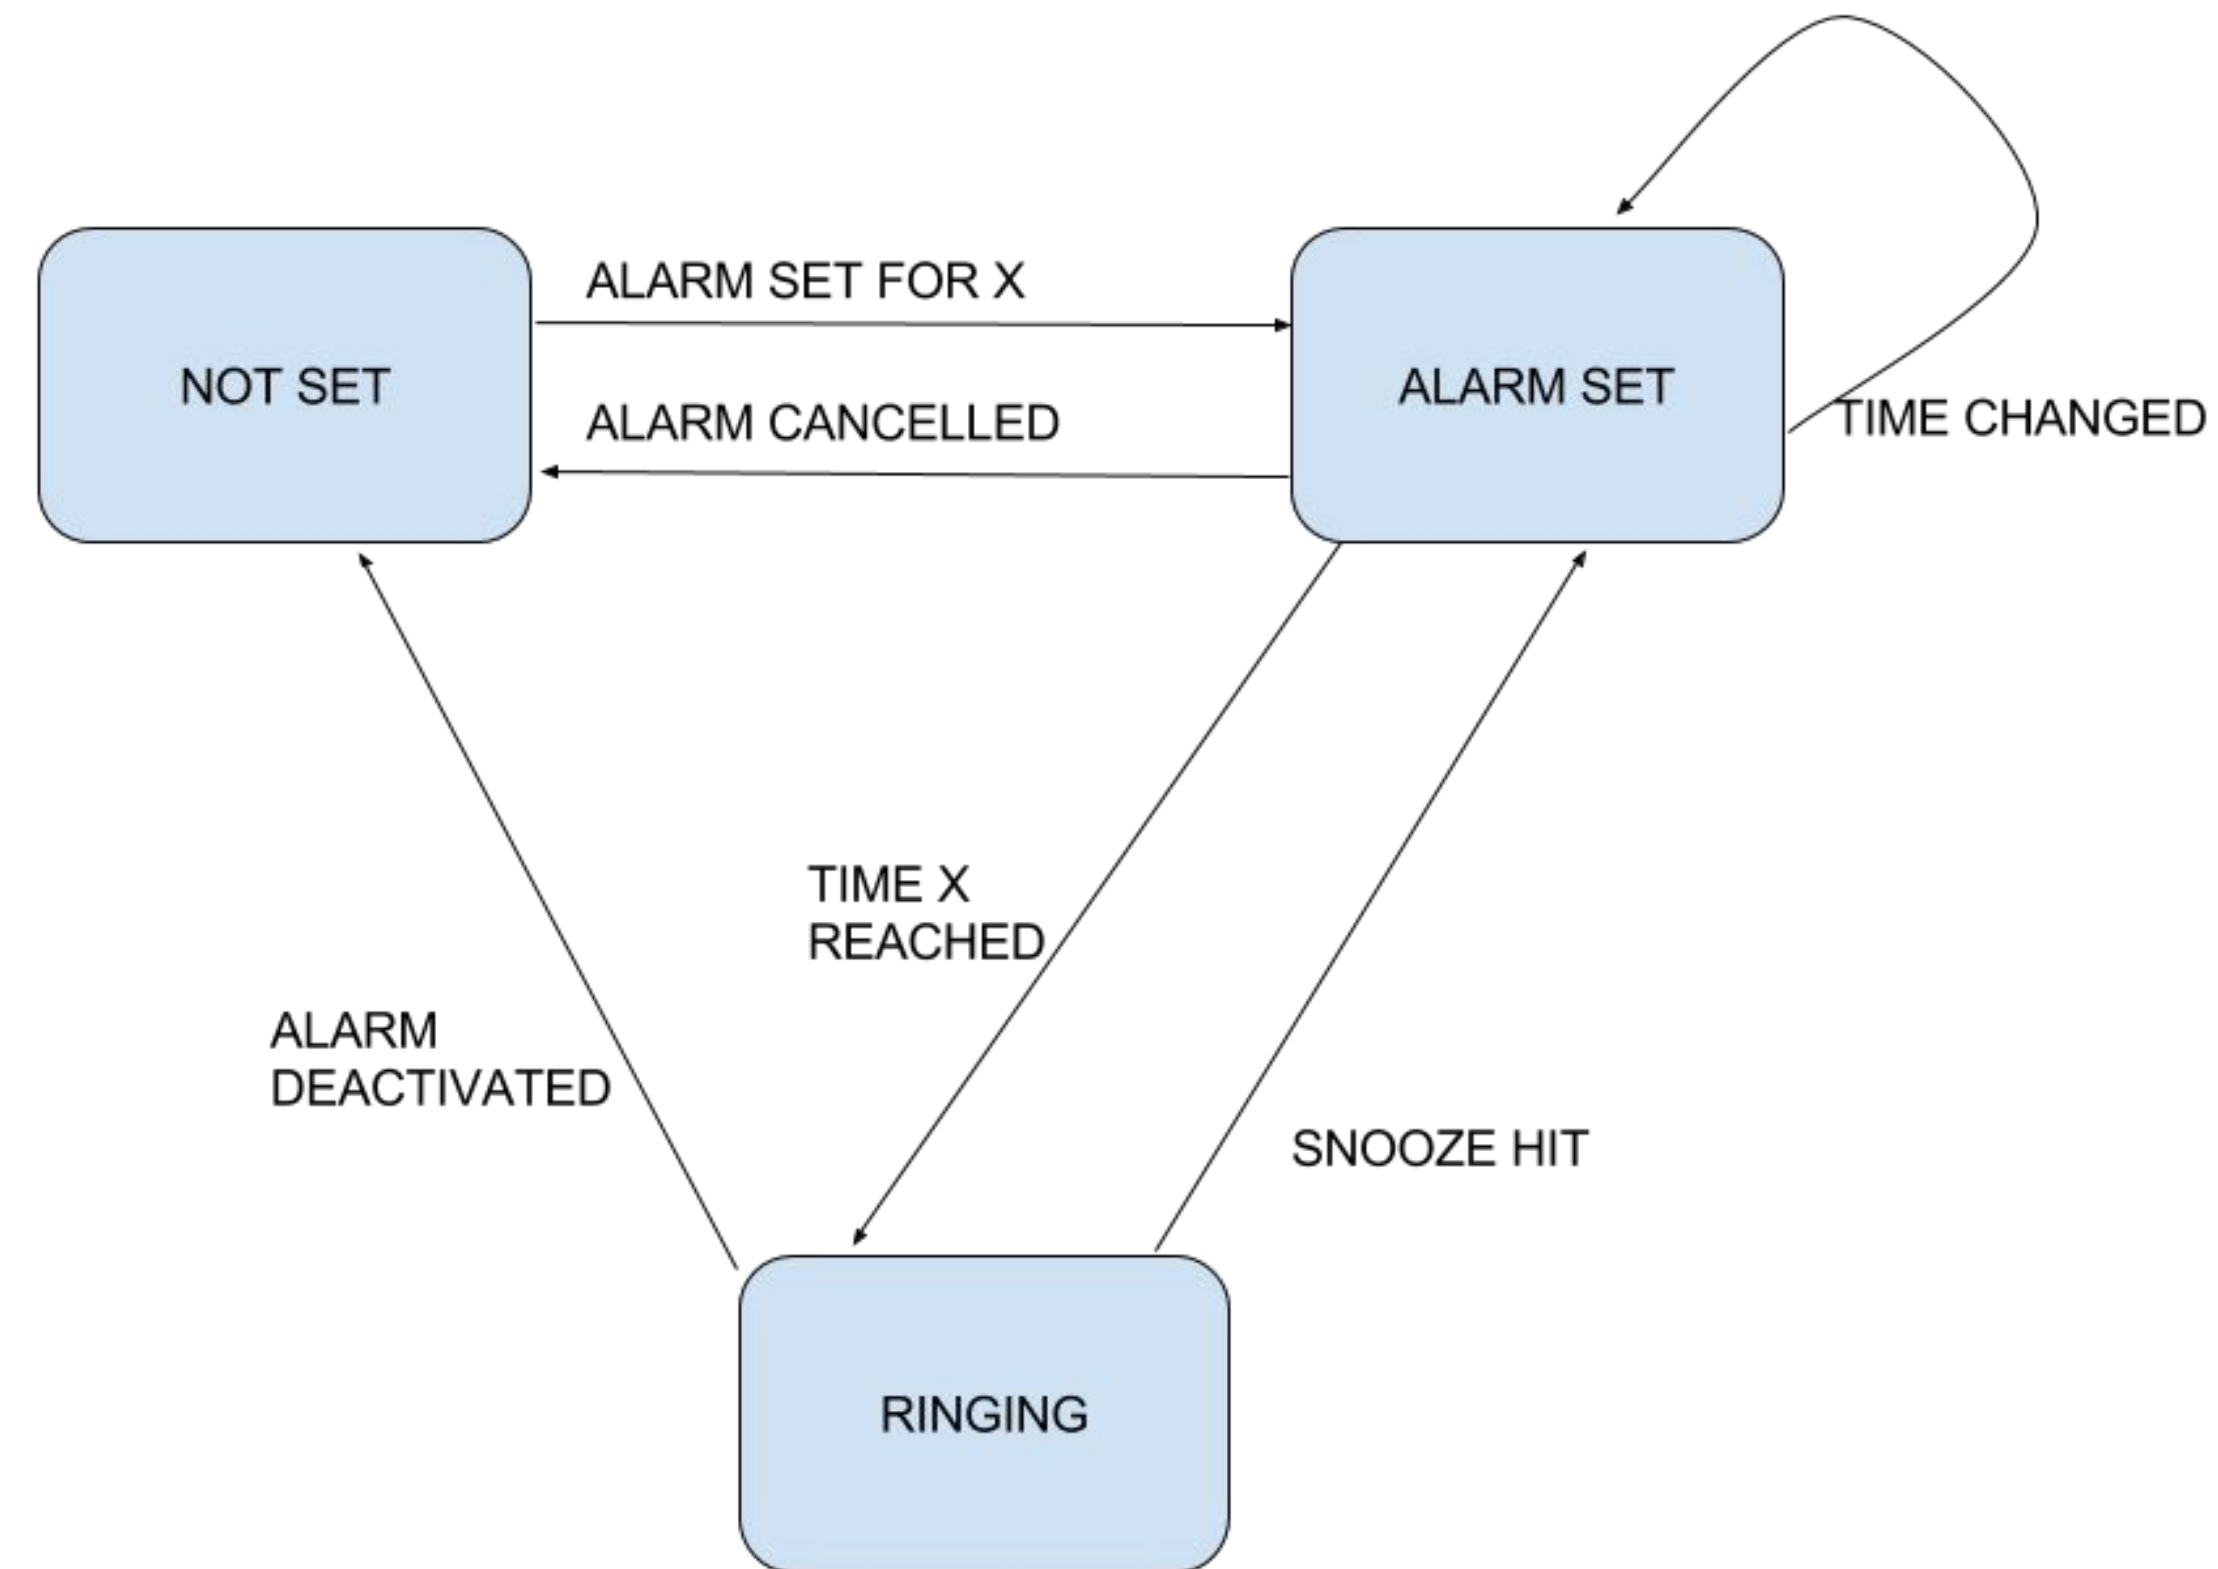 ALARM SET FOR X
NOT SET
ALARM SET
ALARM CANCELLED
TIME CHANGED
TIME X
REACHED
ALARM
DEACTIVATED
SNOOZE HIT
RINGING